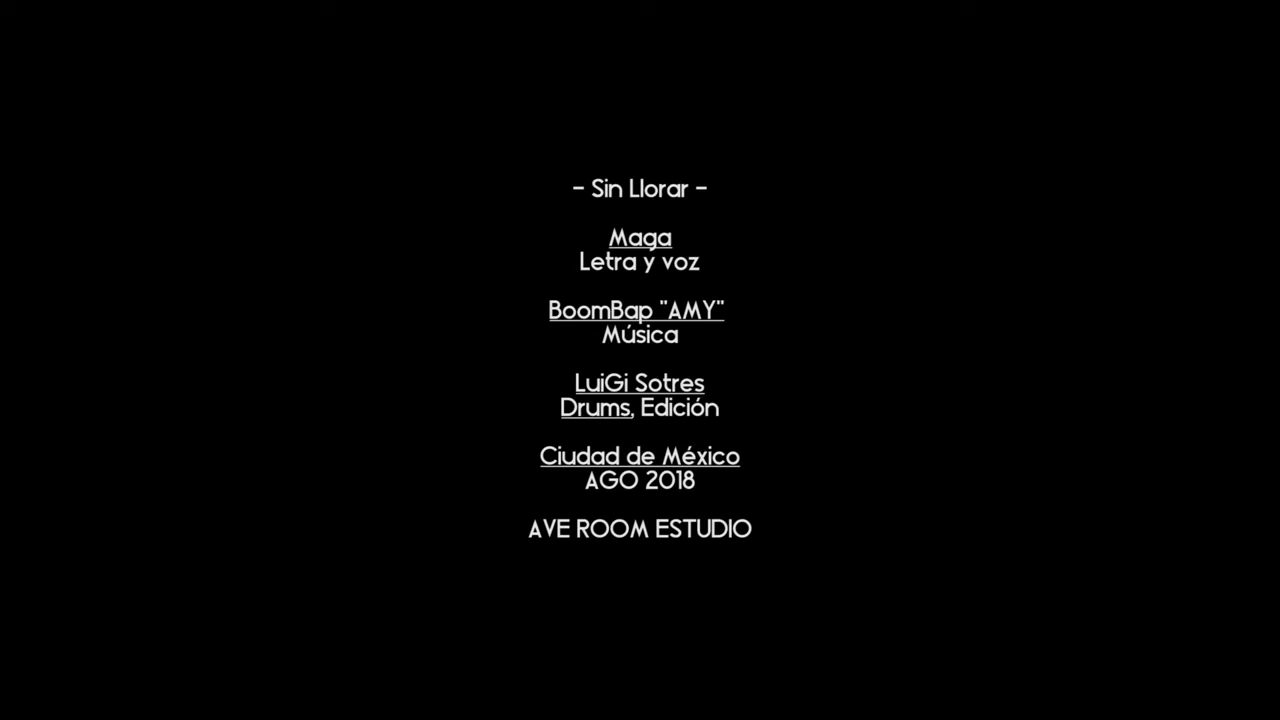 - Sin Llorar -
Maga
Letra y voz
BoomBap "AMY"
Música
LuiGi Sotres
Drums, Edición
Ciudad de México
AGO 2018
AVE ROOM ESTUDIO